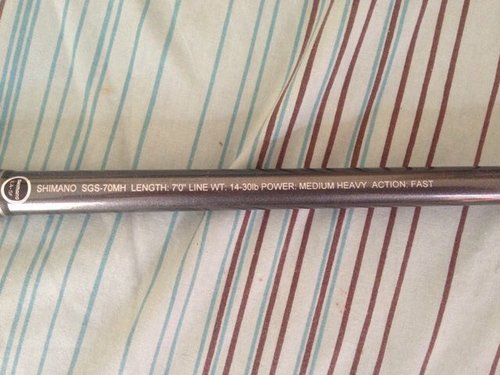 SHIMANO SGS-70MH LENGTH: 7'0" LINE WT: 14-30lb POWER: MEDIUM HEAVY ACTION: FAST